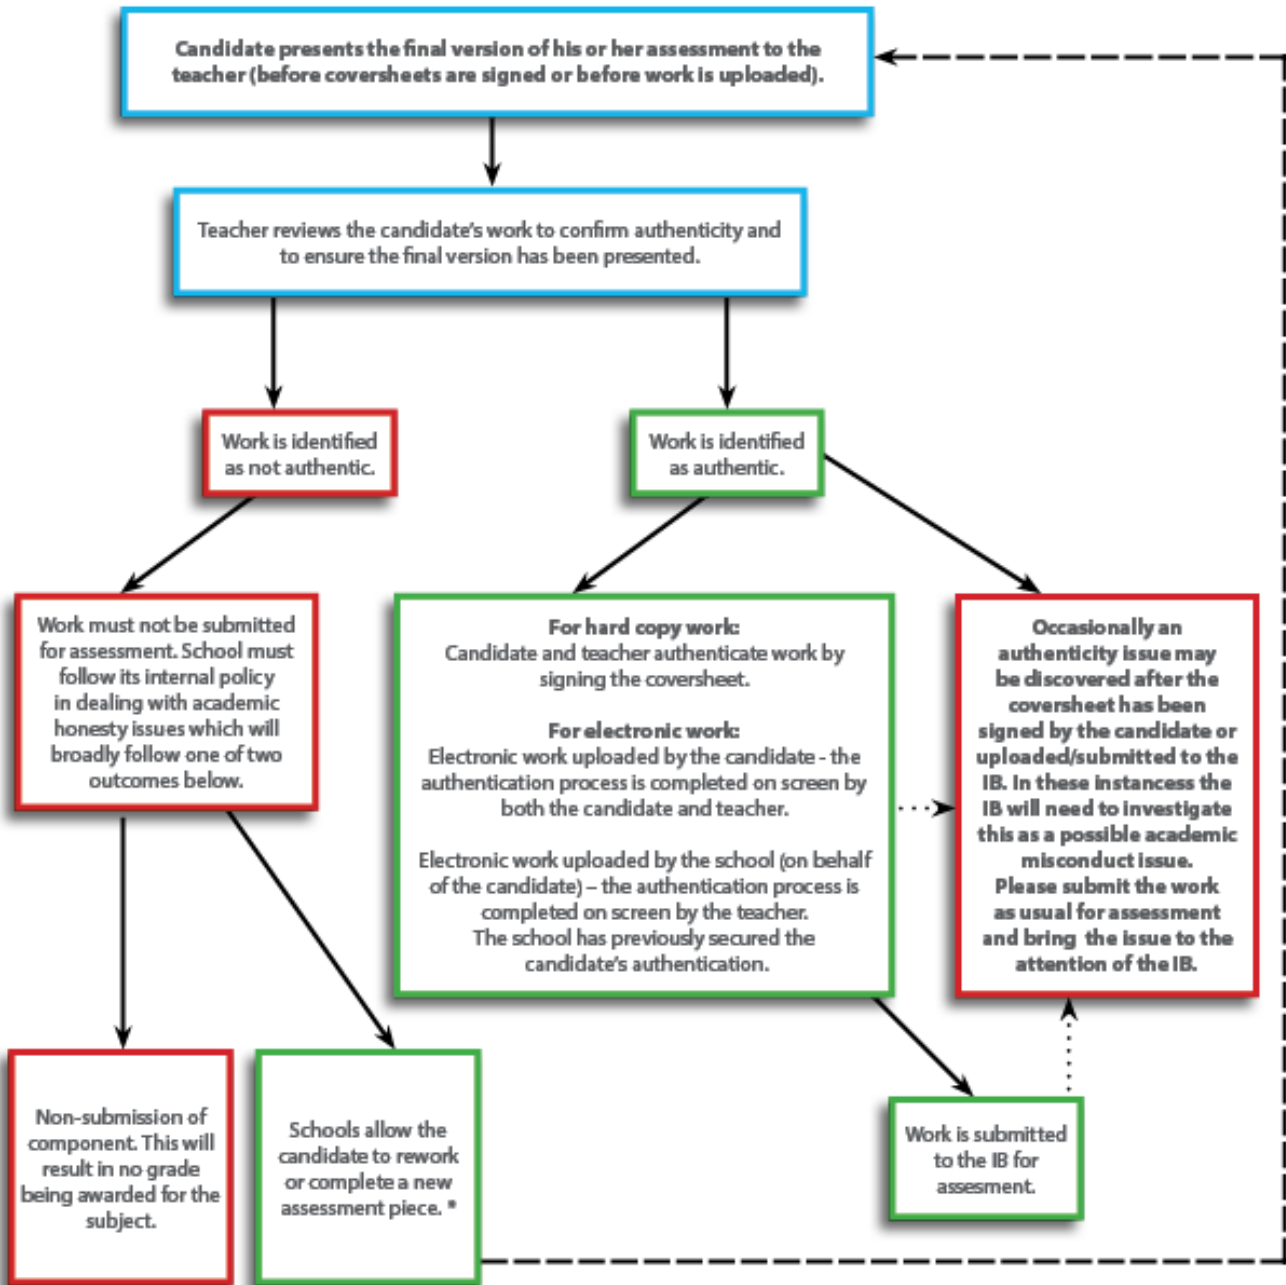 Candidate presents the final version of his or her assessment to the
teacher (before coversheets are signed or before work is uploaded).
Teacher reviews the candidate's work to confirm authenticity and
to ensure the final version has been presented.
Work is identified
as not authentic.
Work is identified
as authentic.
Work must not be submitted
for assessment. School must
follow its internal policy
in dealing with academic
honesty issues which will
broadly follow one of two
outcomes below.
For hard copy work:
Candidate and teacher authenticate work by
signing the coversheet.
For electronic work:
Electronic work uploaded by the candidate - the
authentication process is completed on screen by
both the candidate and teacher.
Electronic work uploaded by the school (on behalf
of the candidate) – the authentication process is
completed on screen by the teacher.
The school has previously secured the
candidate's authentication.
Occasionally an
authenticity issue may
be discovered after the
coversheet has been
signed by the candidate or
uploaded/submitted to the
IB. In these instancess the
IB will need to investigate
this as a possible academic
misconduct issue.
Please submit the work
as usual for assessment
and bring the issue to the
attention of the IB.
Non-submission of
component. This will
result in no grade
being awarded for the
subject.
Schools allow the
candidate to rework
or complete a new
assessment piece. *
Work is submitted
to the IB for
assesment.